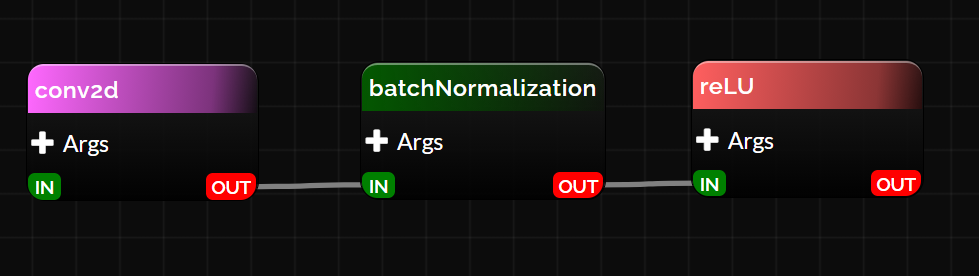 conv2d
Args
IN
OUT
batchNormalization
Args
IN
OUT
reLU
Args
IN
OUT